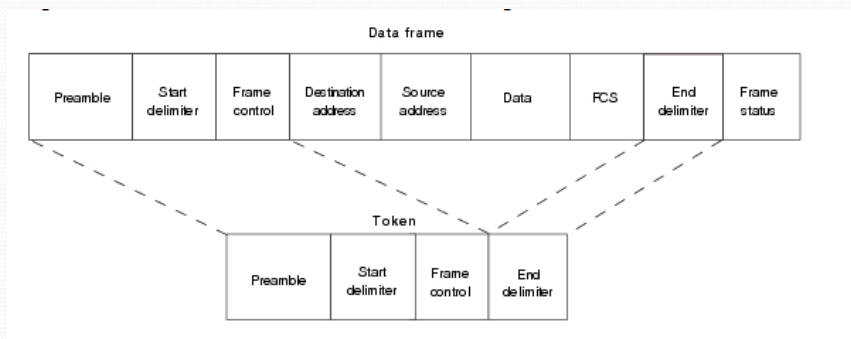 Data frame
Preamble
Start
delimiter
Frame
control
Destination
address
Source
address
Data
FCS
End
delimiter
Frame
status
Token
Preamble
Start
delimiter
Frame
control
End
delimiter